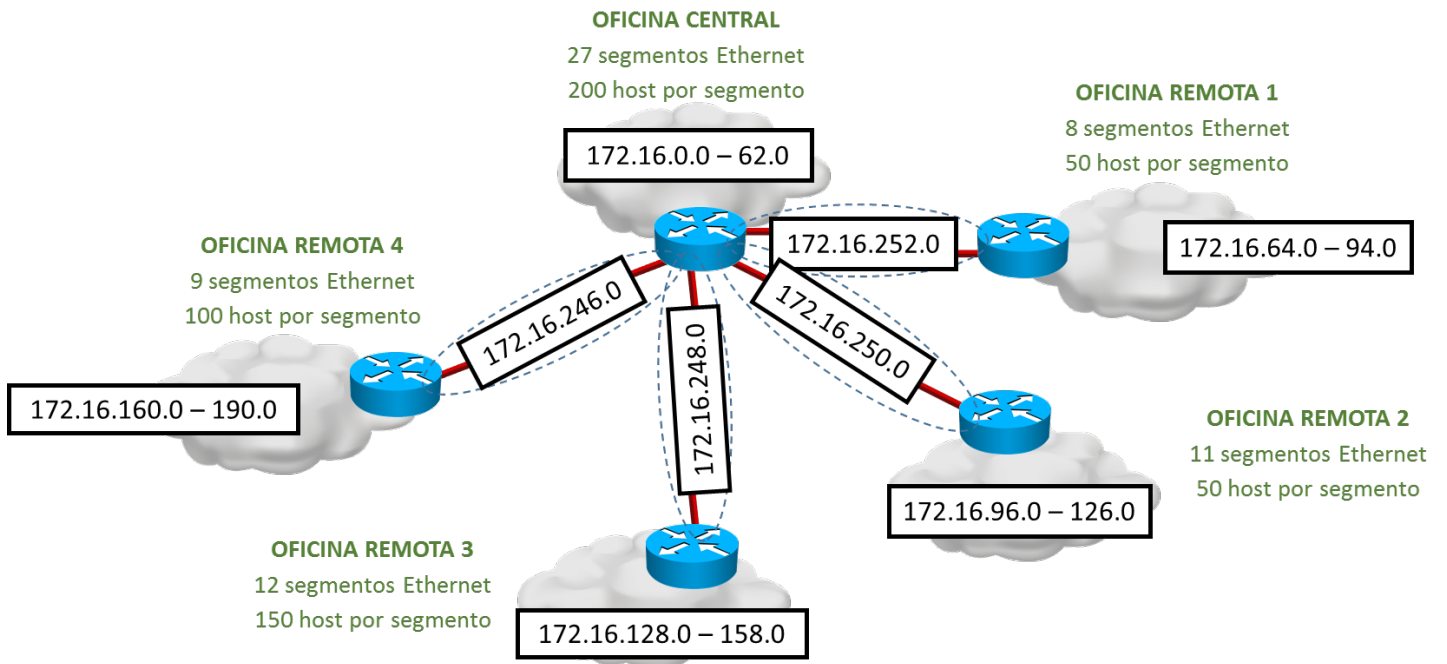 OFICINA CENTRAL
27 segmentos Ethernet
200 host por segmento
172.16.0.0 – 62.0
OFICINA REMOTA 1
8 segmentos Ethernet
50 host por segmento
172.16.252.0
172.16.64.0 – 94.0
OFICINA REMOTA 4
9 segmentos Ethernet
100 host por segmento
172.16.246.0
172.16.248.0
172.16.250.0
172.16.160.0 – 190.0
OFICINA REMOTA 2
11 segmentos Ethernet
50 host por segmento
172.16.96.0 – 126.0
OFICINA REMOTA 3
12 segmentos Ethernet
150 host por segmento
172.16.128.0 – 158.0